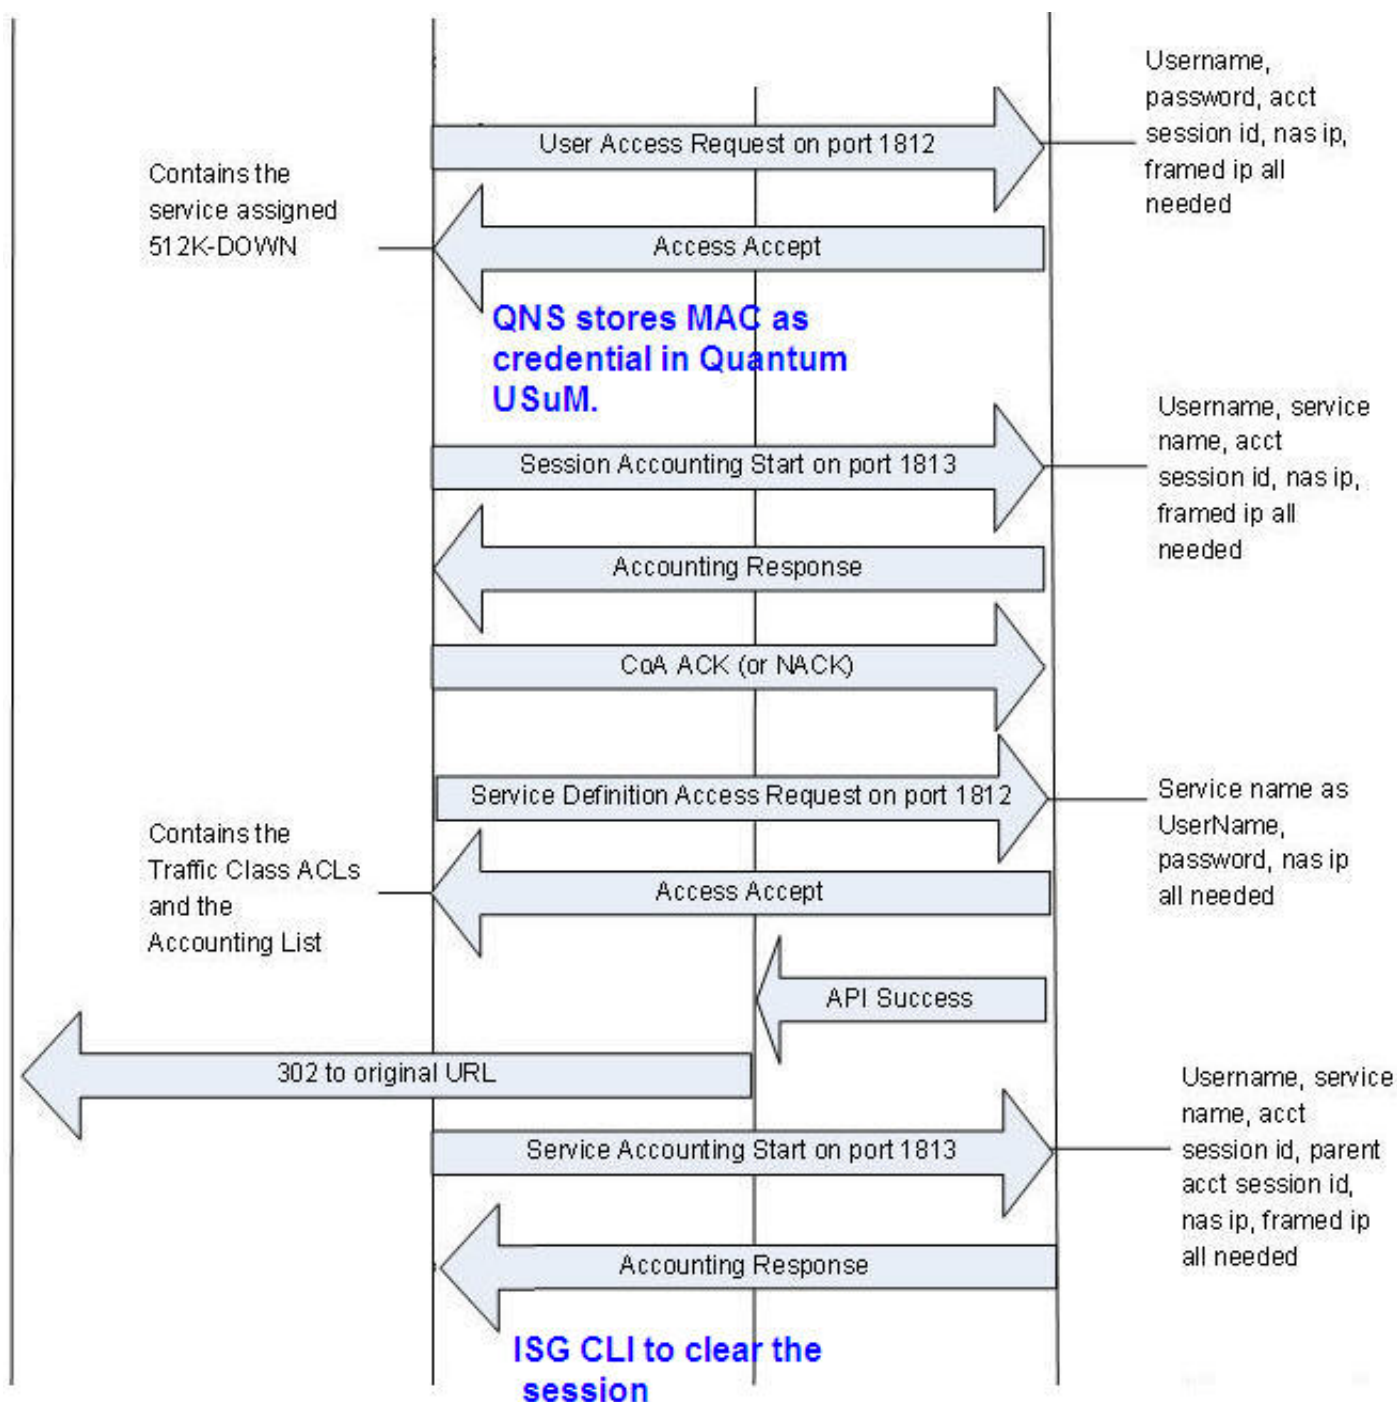 Username,
password, acct
session id, nas ip,
framed ip all
needed
User Access Request on port 1812
Contains the
service assigned
512K-DOWN
Access Accept
QNS stores MAC as
credential in Quantum
USuM.
Username, service
name, acct
session id, nas ip,
framed ip all
needed
Session Accounting Start on port 1813
Accounting Response
CoA ACK (or NACK)
Service Definition Access Request on port 1812
Service name as
UserName,
password, nas ip
all needed
Contains the
Traffic Class ACLs
and the
Accounting List
Access Accept
API Success
302 to original URL
Username, service
name, acct
session id, parent
acct session id,
nas ip, framed ip
all needed
Service Accounting Start on port 1813
Accounting Response
ISG CLI to clear the
session